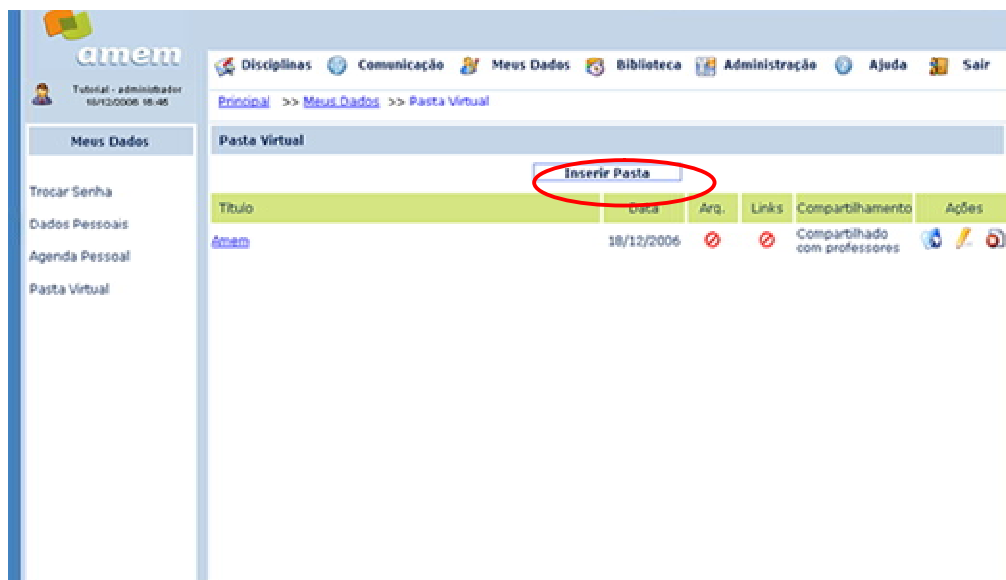 amem
Disciplinas Comunicação Meus Dados Biblioteca Administração Ajuda Sair
Tutorial - administrador
18/12/2006 16:46
Principal >> Meus Dados >> Pasta Virtual
Meus Dados
Pasta Virtual
Inserir Pasta
Trocar Senha
Dados Pessoais
Agenda Pessoal
Pasta Virtual
Título Data Arq. Links Compartilhamento Ações
Amem 18/12/2006 Compartilhado
com professores